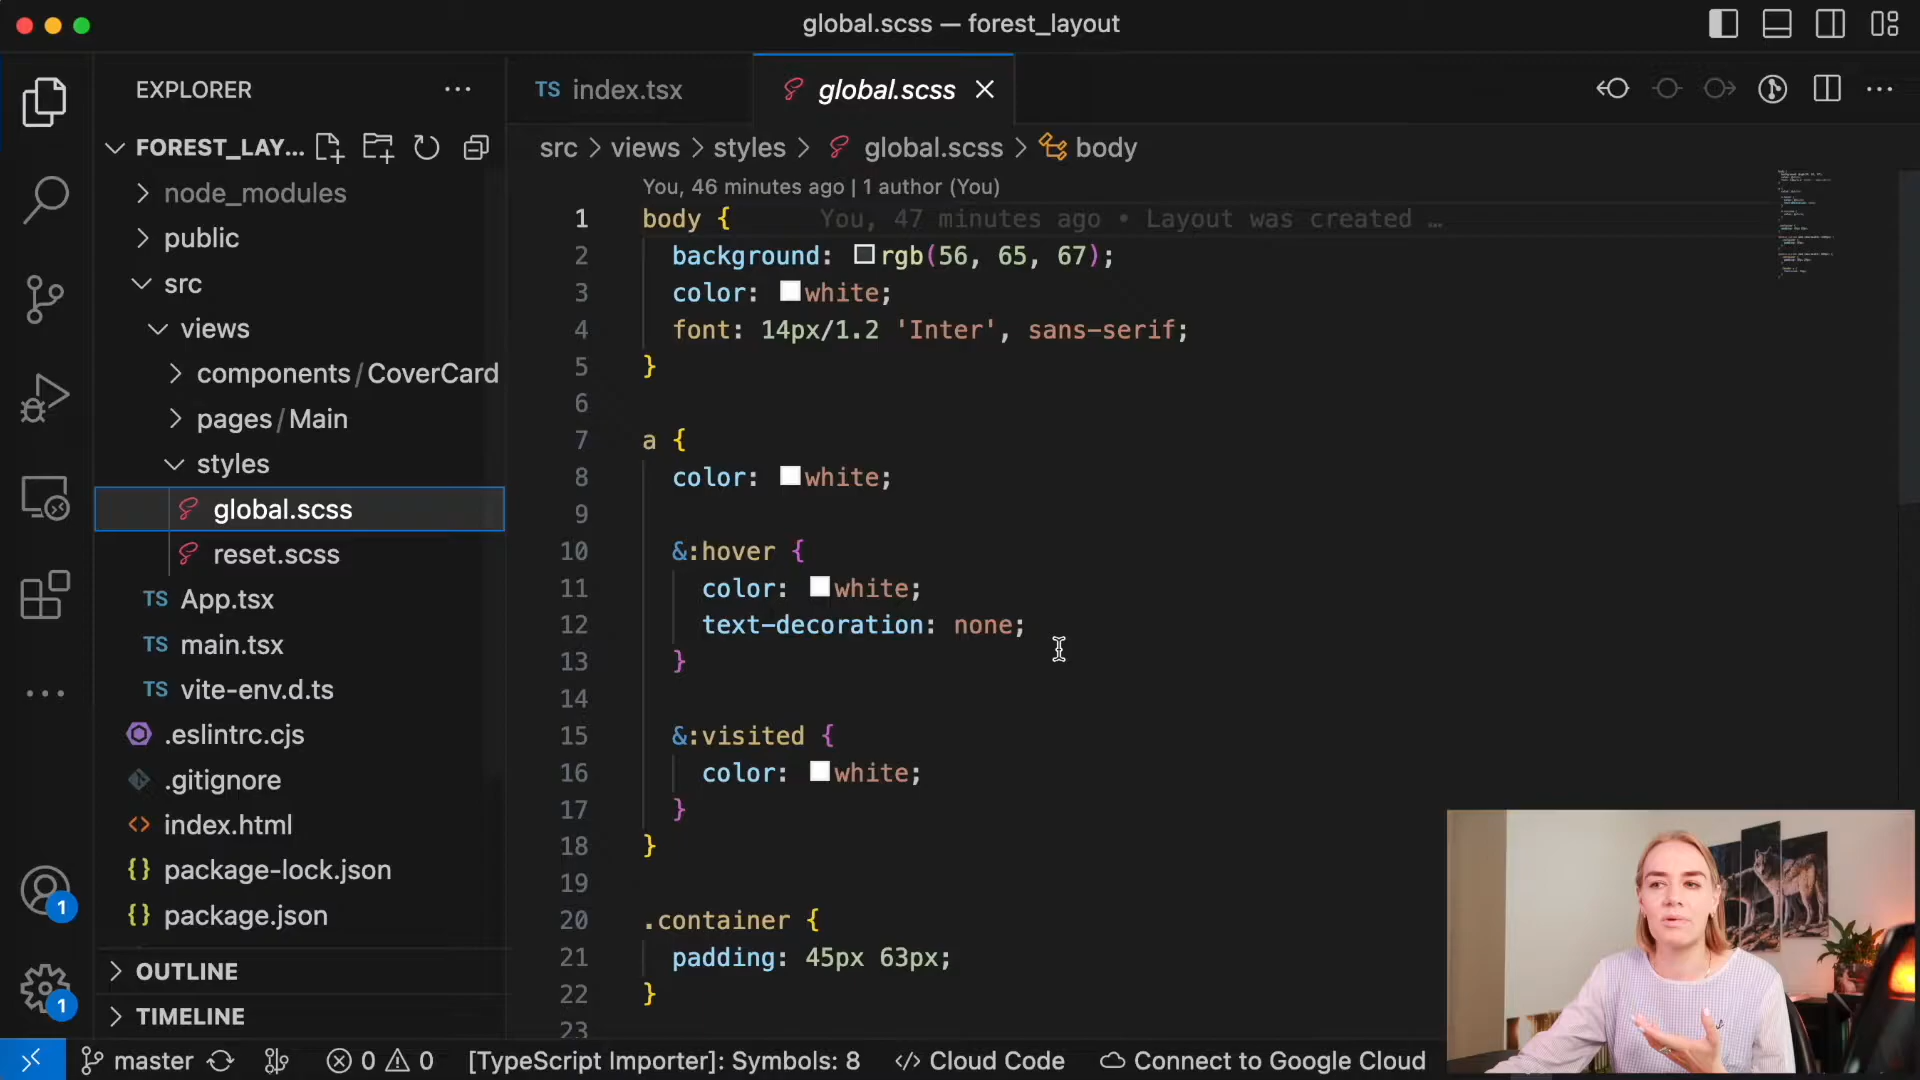 global.scss — forest_layout
EXPLORER
FOREST_LAY...
node_modules
public
src
views
components / CoverCard
pages / Main
styles
global.scss
reset.scss
TS App.tsx
TS main.tsx
TS vite-env.d.ts
.eslintrc.cjs
.gitignore
<> index.html
{} package-lock.json
{} package.json
OUTLINE
TIMELINE
1
1
TS index.tsx
global.scss
src > views > styles > global.scss > body
You, 46 minutes ago | 1 author (You)
1 body { You, 47 minutes ago • Layout was created …
2 background: rgb(56, 65, 67);
3 color: white;
4 font: 14px/1.2 'Inter', sans-serif;
5 }
6
7 a {
8 color: white;
9
10 &:hover {
11 color: white;
12 text-decoration: none;
13 }
14
15 &:visited {
16 color: white;
17 }
18 }
19
20 .container {
21 padding: 45px 63px;
22 }
23
master 0 0 [TypeScript Importer]: Symbols: 8 </> Cloud Code Connect to Google Cloud